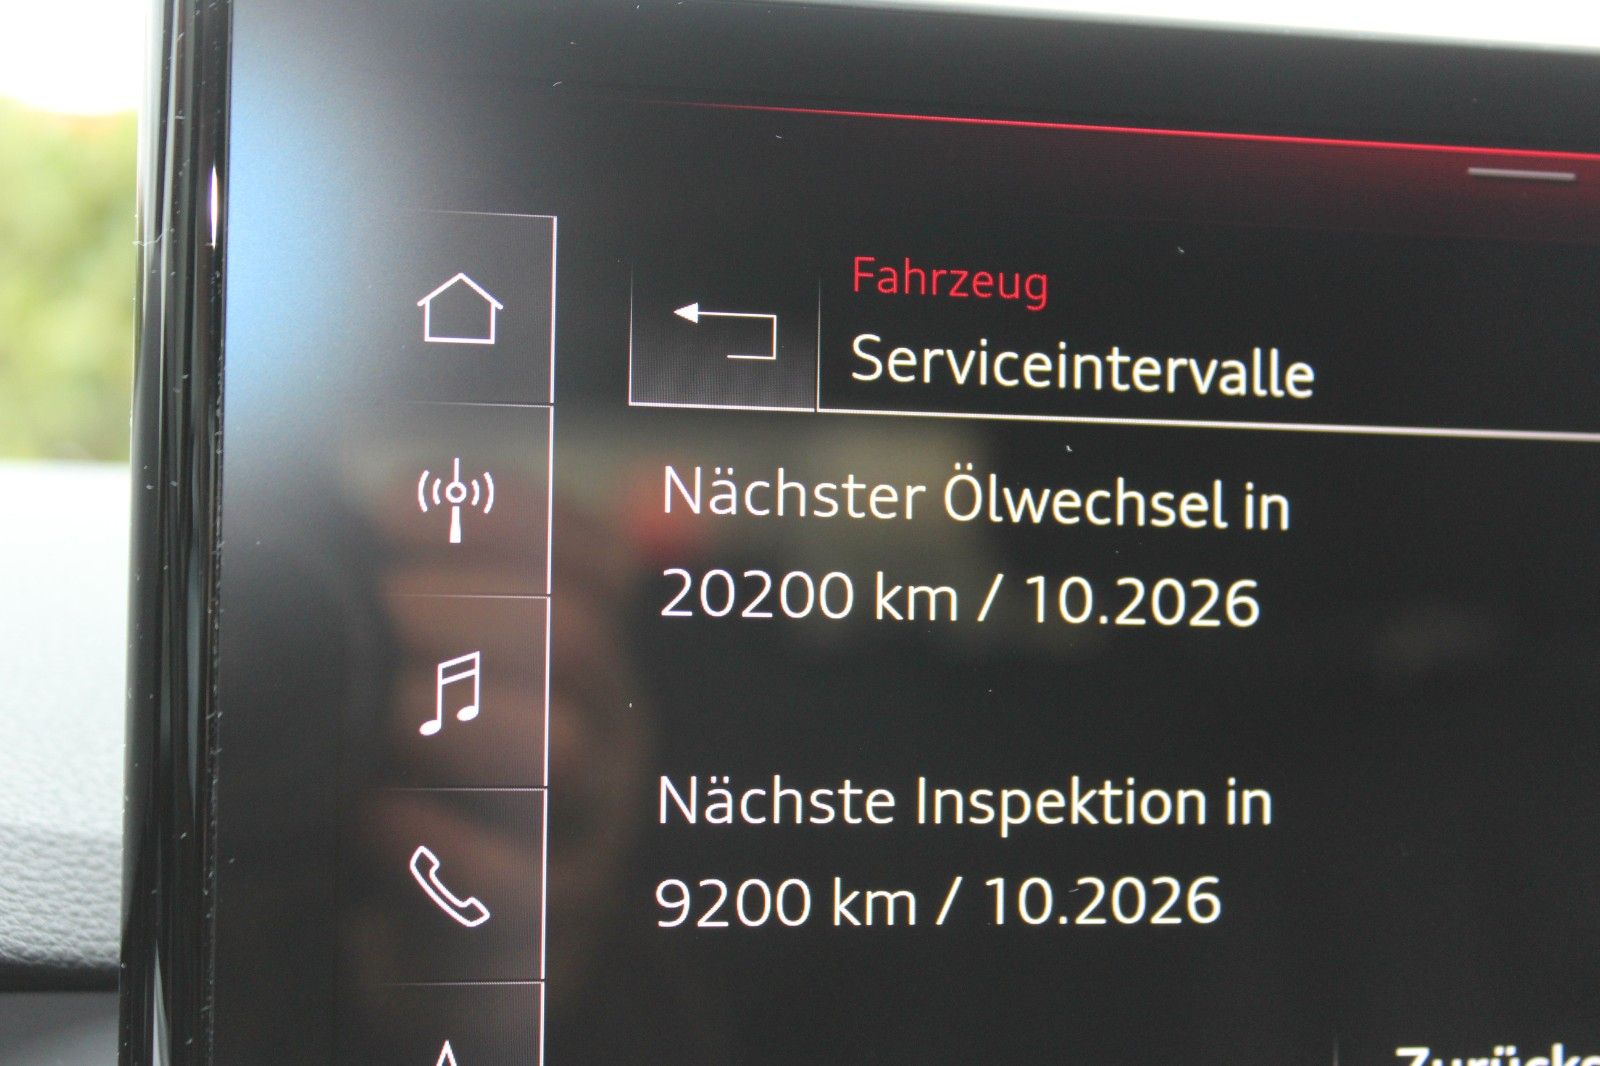 Fahrzeug
Serviceintervalle
Nächster Ölwechsel in
20200 km / 10.2026
Nächste Inspektion in
9200 km / 10.2026